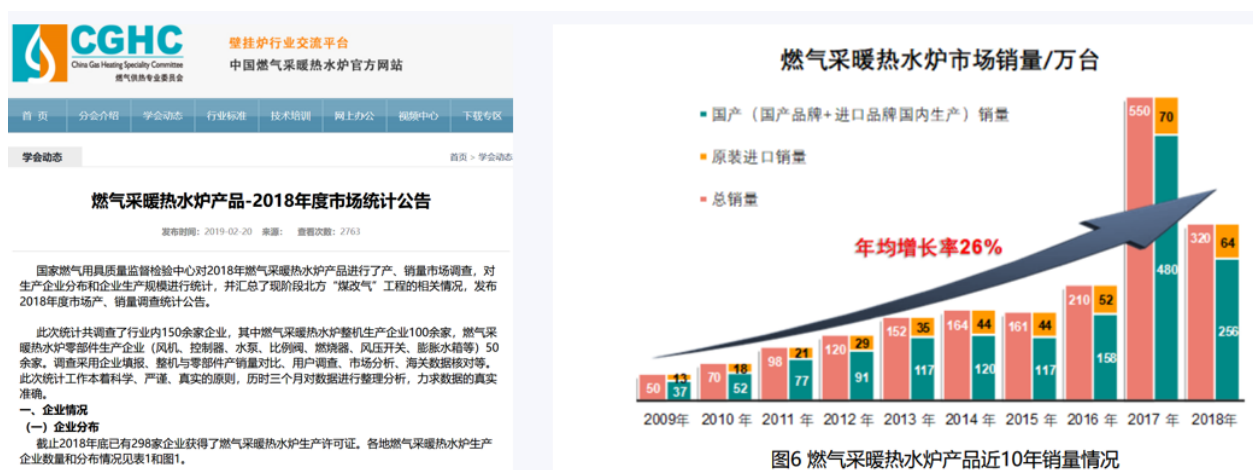 CGHC
China Gas Heating Speciality Committee
燃气供热专业委员会
壁挂炉行业交流平台
中国燃气采暖热水炉官方网站
首 页 分会介绍 学会动态 行业标准 技术培训 网上办公 视频中心 下载专区
学会动态 首页 > 学会动态
燃气采暖热水炉产品-2018年度市场统计公告
发布时间：2019-02-20 来源： 查看次数：2763
国家燃气用具质量监督检验中心对2018年燃气采暖热水炉产品进行了产、销量市场调查，对
生产企业分布和企业生产规模进行统计，并汇总了现阶段北方“煤改气”工程的相关情况，发布
2018年度市场产、销量调查统计公告。
此次统计共调查了行业内150余家企业，其中燃气采暖热水炉整机生产企业100余家，燃气采
暖热水炉零部件生产企业（风机、控制器、水泵、比例阀、燃烧器、风压开关、膨胀水箱等）50
余家。调查采用企业填报、整机与零部件产销量对比、用户调查、市场分析、海关数据核对等。
此次统计工作本着科学、严谨、真实的原则，历时三个月对数据进行整理分析，力求数据的真实
准确。
一、企业情况
（一）企业分布
截止2018年底已有298家企业获得了燃气采暖热水炉生产许可证。各地燃气采暖热水炉生产
企业数量和分布情况见表1和图1。
燃气采暖热水炉市场销量/万台
国产（国产品牌+进口品牌国内生产）销量
原装进口销量
总销量
年均增长率26%
50 13 37
70 18 52
98 21 77
120 29 91
152 35 117
164 44 120
161 44 117
210 52 158
550 70 480
320 64 256
2009年 2010 年 2011 年 2012 年 2013 年 2014 年 2015 年 2016 年 2017 年 2018年
图6 燃气采暖热水炉产品近10年销量情况